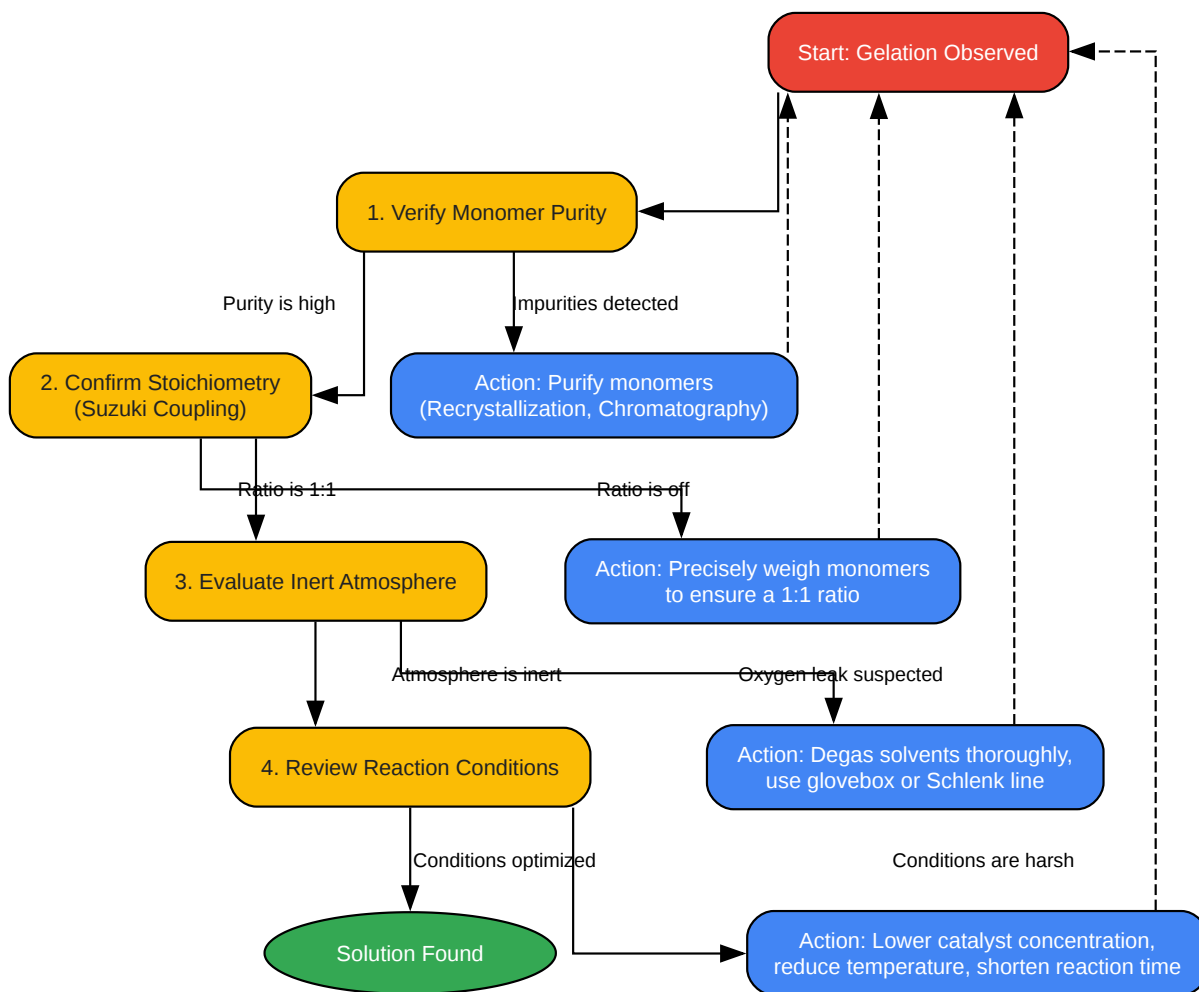 Start: Gelation Observed
1. Verify Monomer Purity
Purity is high
Impurities detected
2. Confirm Stoichiometry
(Suzuki Coupling)
Action: Purify monomers
(Recrystallization, Chromatography)
Ratio is 1:1
Ratio is off
3. Evaluate Inert Atmosphere
Action: Precisely weigh monomers
to ensure a 1:1 ratio
Atmosphere is inert
Oxygen leak suspected
4. Review Reaction Conditions
Action: Degas solvents thoroughly,
use glovebox or Schlenk line
Conditions optimized
Conditions are harsh
Solution Found
Action: Lower catalyst concentration,
reduce temperature, shorten reaction time